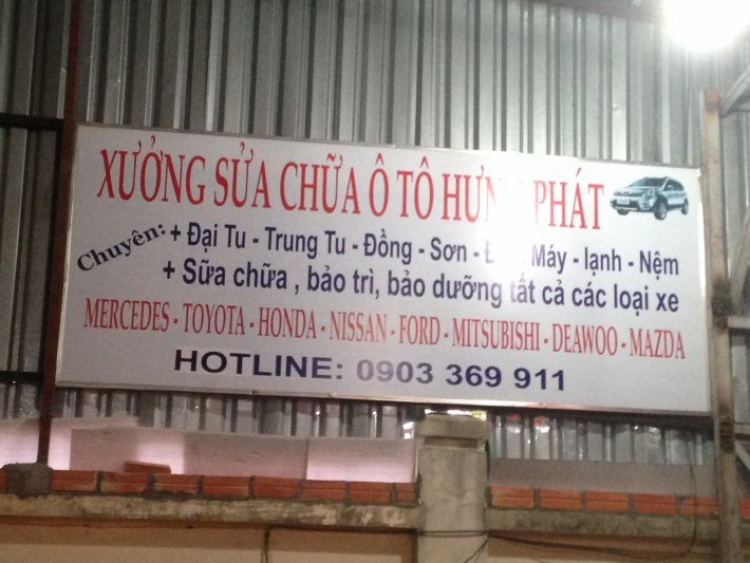 XƯỞNG SỬA CHỮA Ô TÔ PHÁT
Chuyên: + Đại Tu - Trung Tu - Đồng - Sơn - Máy - lạnh - Nệm
+ Sữa chữa , bảo trì, bảo dưỡng tất cả các loại xe
MERCEDES - TOYOTA - HONDA - NISSAN - FORD - MITSUBISHI - DEAWOO - MAZDA
HOTLINE: 0903 369 911